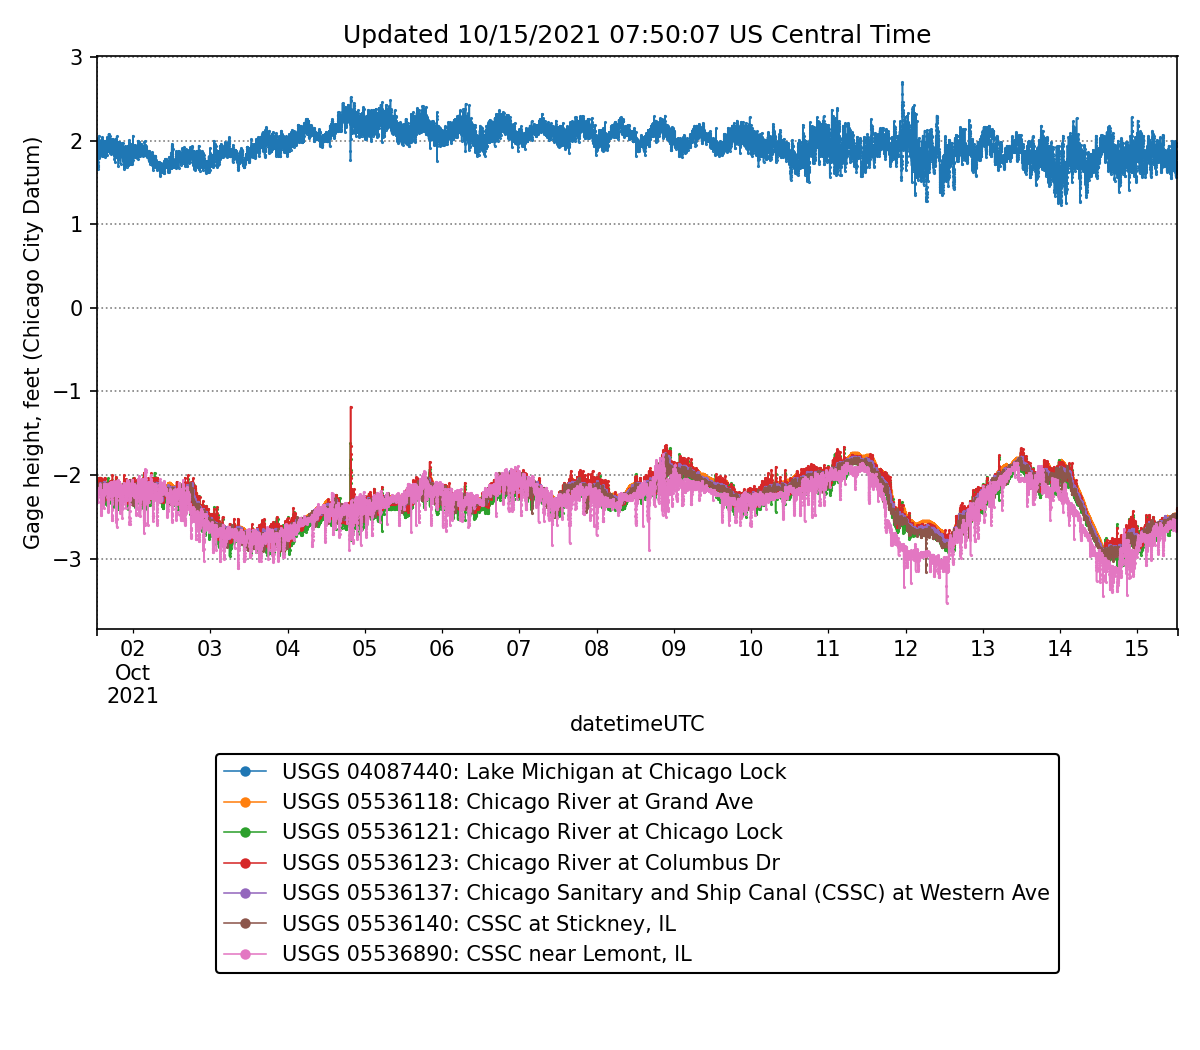 Updated 10/15/2021 07:50:07 US Central Time
Gage height, feet (Chicago City Datum)
3
2
1
0
−1
−2
−3
02 03 04 05 06 07 08 09 10 11 12 13 14 15
Oct
2021
datetimeUTC
USGS 04087440: Lake Michigan at Chicago Lock
USGS 05536118: Chicago River at Grand Ave
USGS 05536121: Chicago River at Chicago Lock
USGS 05536123: Chicago River at Columbus Dr
USGS 05536137: Chicago Sanitary and Ship Canal (CSSC) at Western Ave
USGS 05536140: CSSC at Stickney, IL
USGS 05536890: CSSC near Lemont, IL